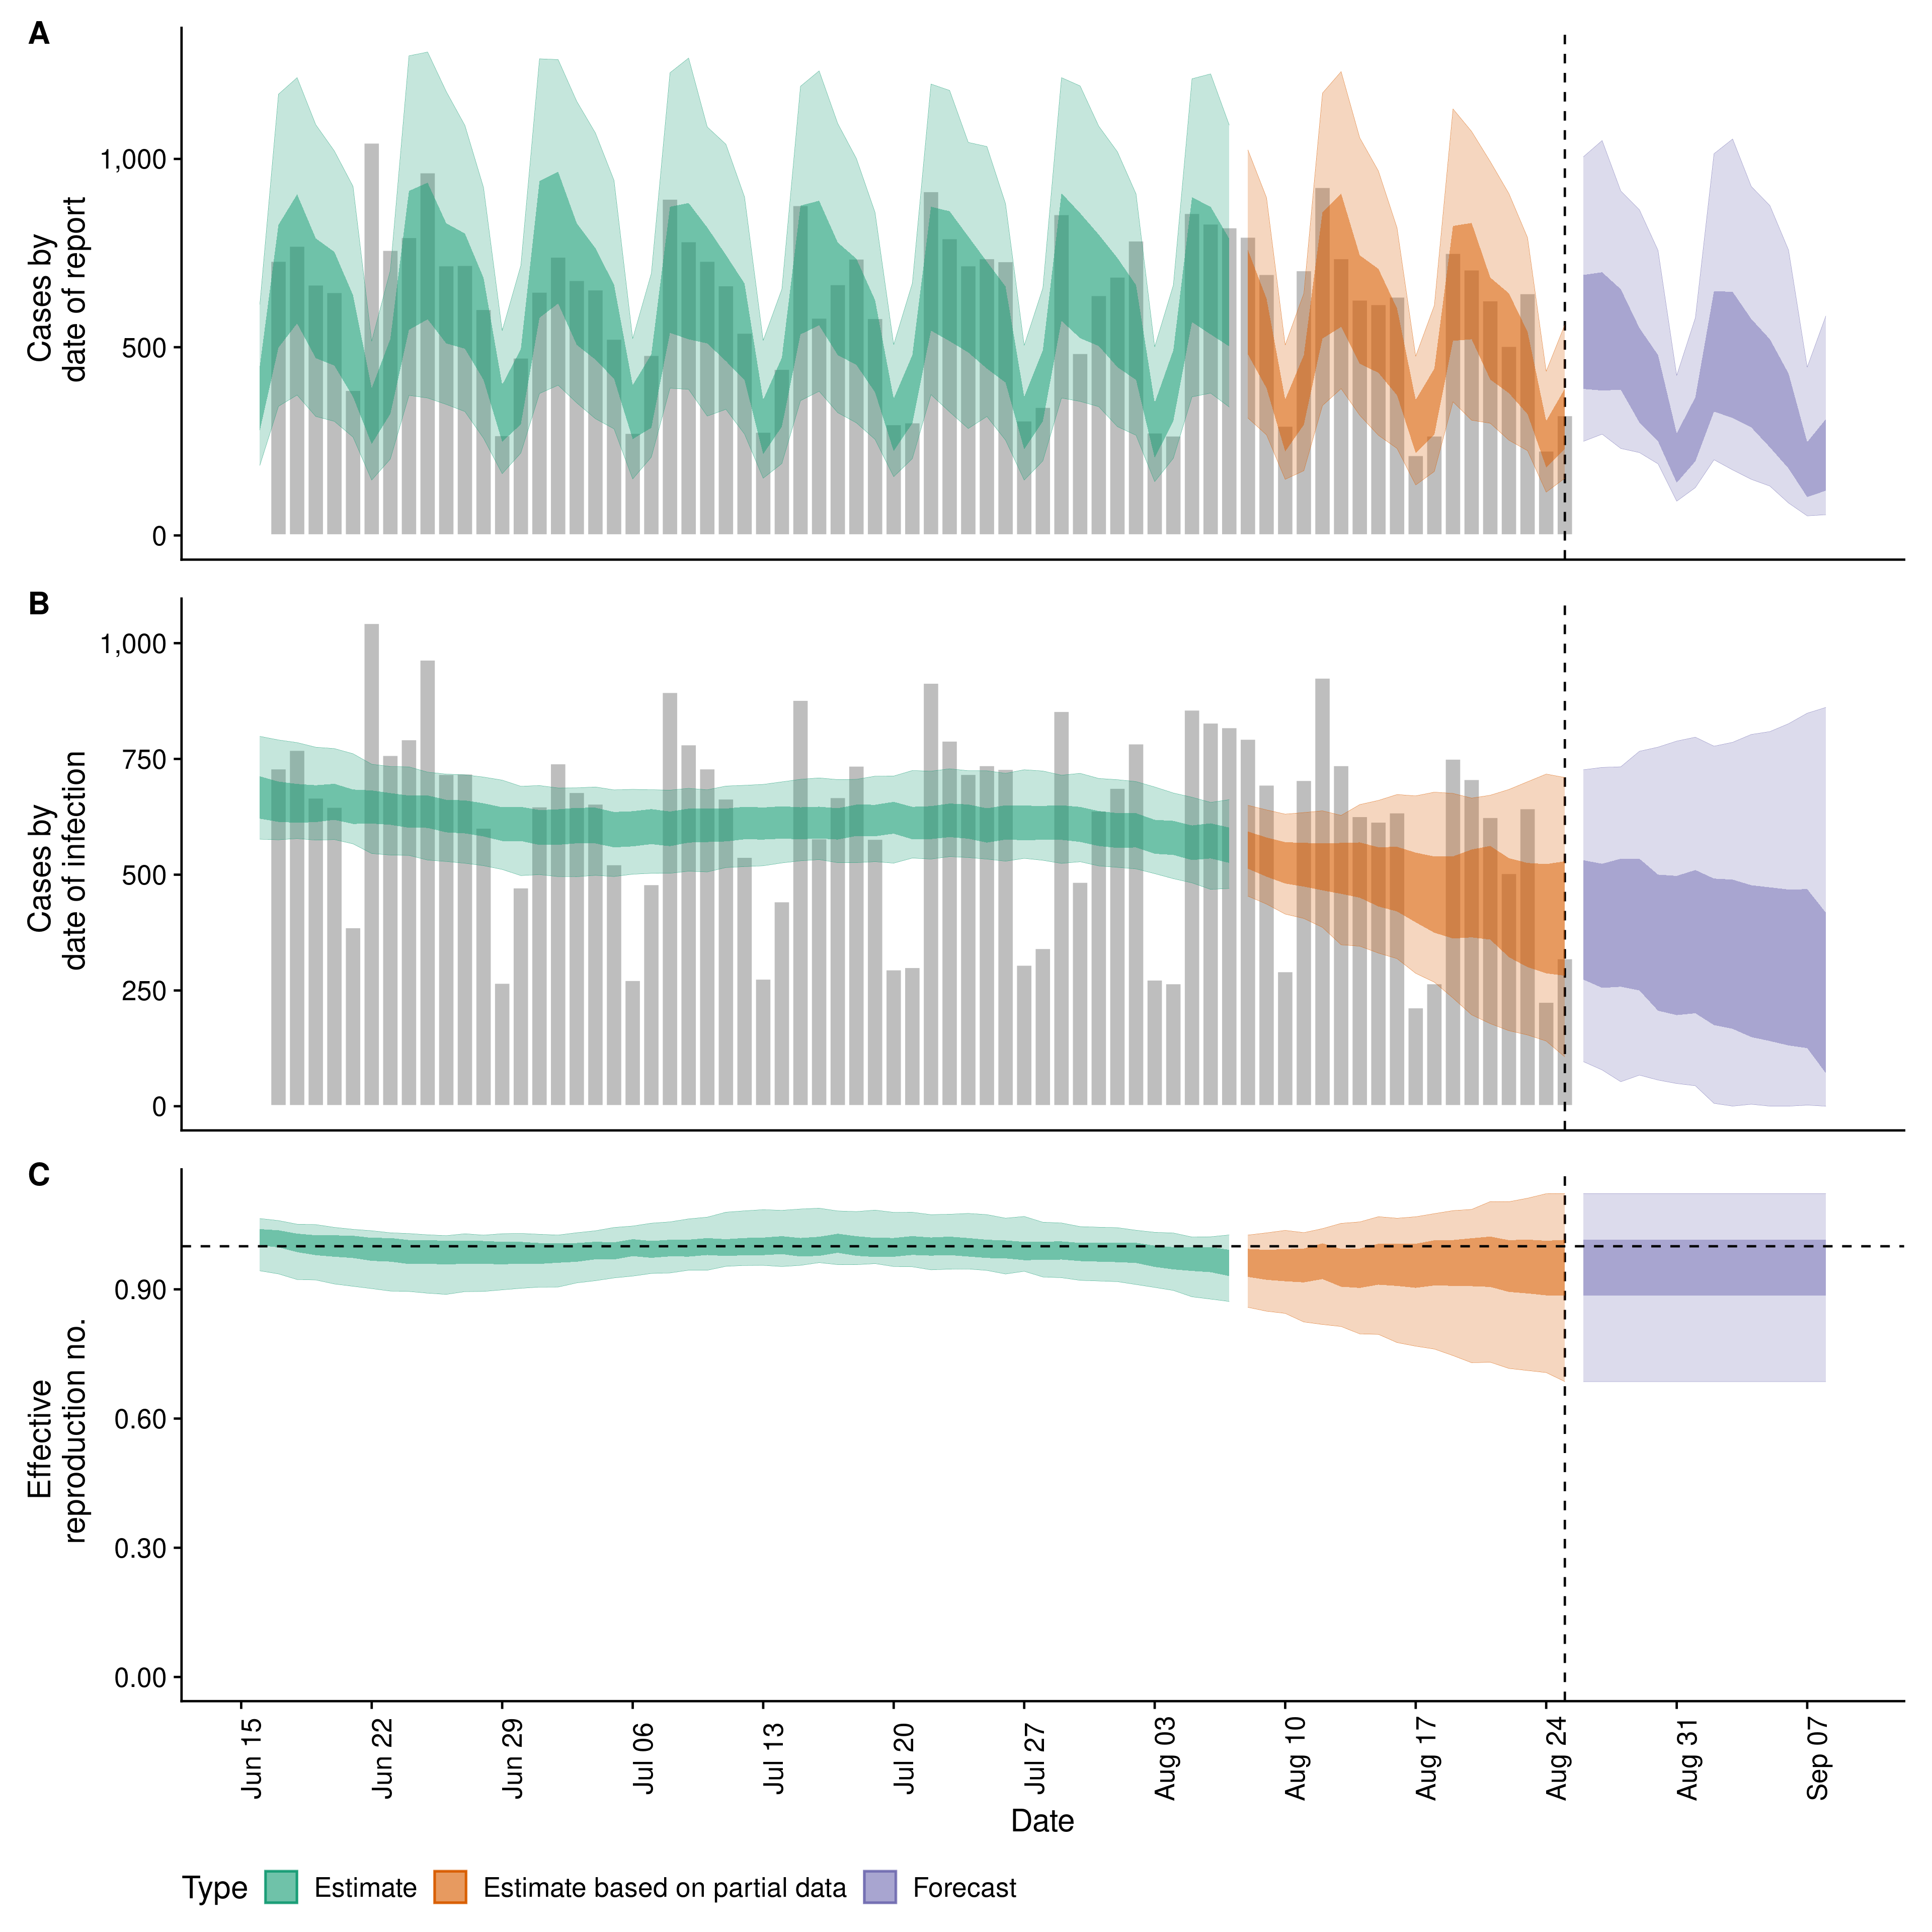 A
Cases by
date of report
1,000
500
0
B
Cases by
date of infection
1,000
750
500
250
0
C
Effective
reproduction no.
0.90
0.60
0.30
0.00
Jun 15
Jun 22
Jun 29
Jul 06
Jul 13
Jul 20
Jul 27
Aug 03
Aug 10
Aug 17
Aug 24
Aug 31
Sep 07
Date
Type Estimate Estimate based on partial data Forecast